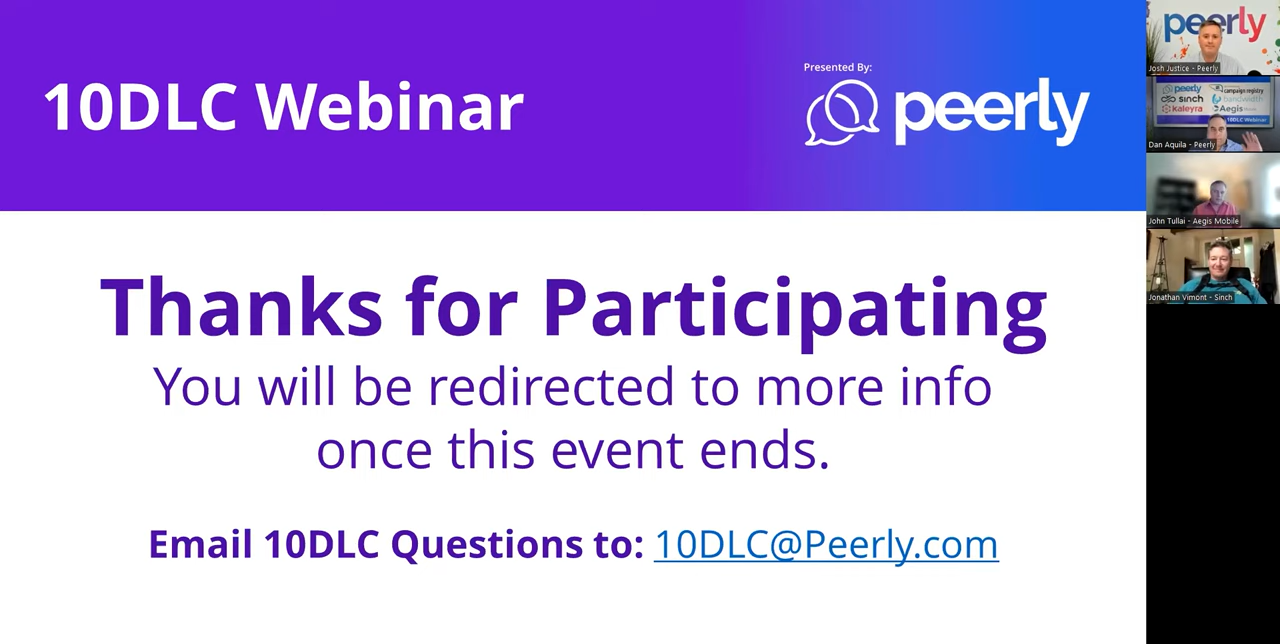 10DLC Webinar
Presented By:
peerly
Thanks for Participating
You will be redirected to more info
once this event ends.
Email 10DLC Questions to: 10DLC@Peerly.com
peerly
Josh Justice - Peerly
peerly
campaign registry
sinch
bandwidth
kaleyra
Aegis
10DLC Webinar
Dan Aquila - Peerly
John Tullai - Aegis Mobile
Jonathan Vimont - Sinch